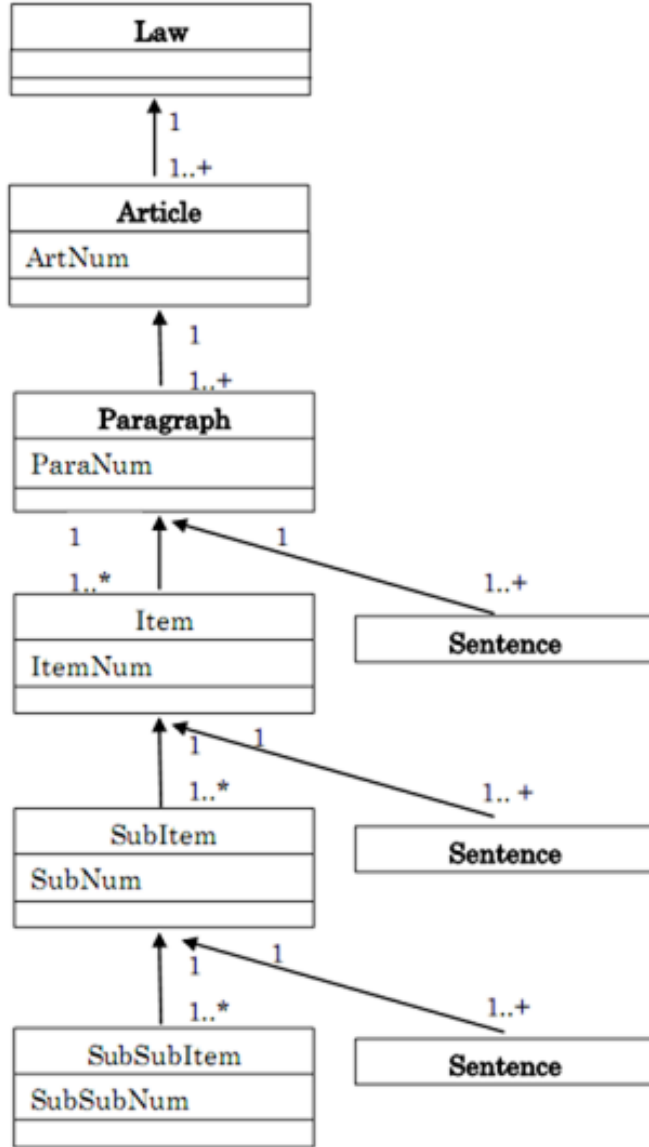 Law
1
1..+
Article
ArtNum
1
1..+
Paragraph
ParaNum
1
1
1..*
1..+
Item
Sentence
ItemNum
1
1
1..*
1.. +
SubItem
Sentence
SubNum
1
1
1..*
1..+
SubSubItem
Sentence
SubSubNum